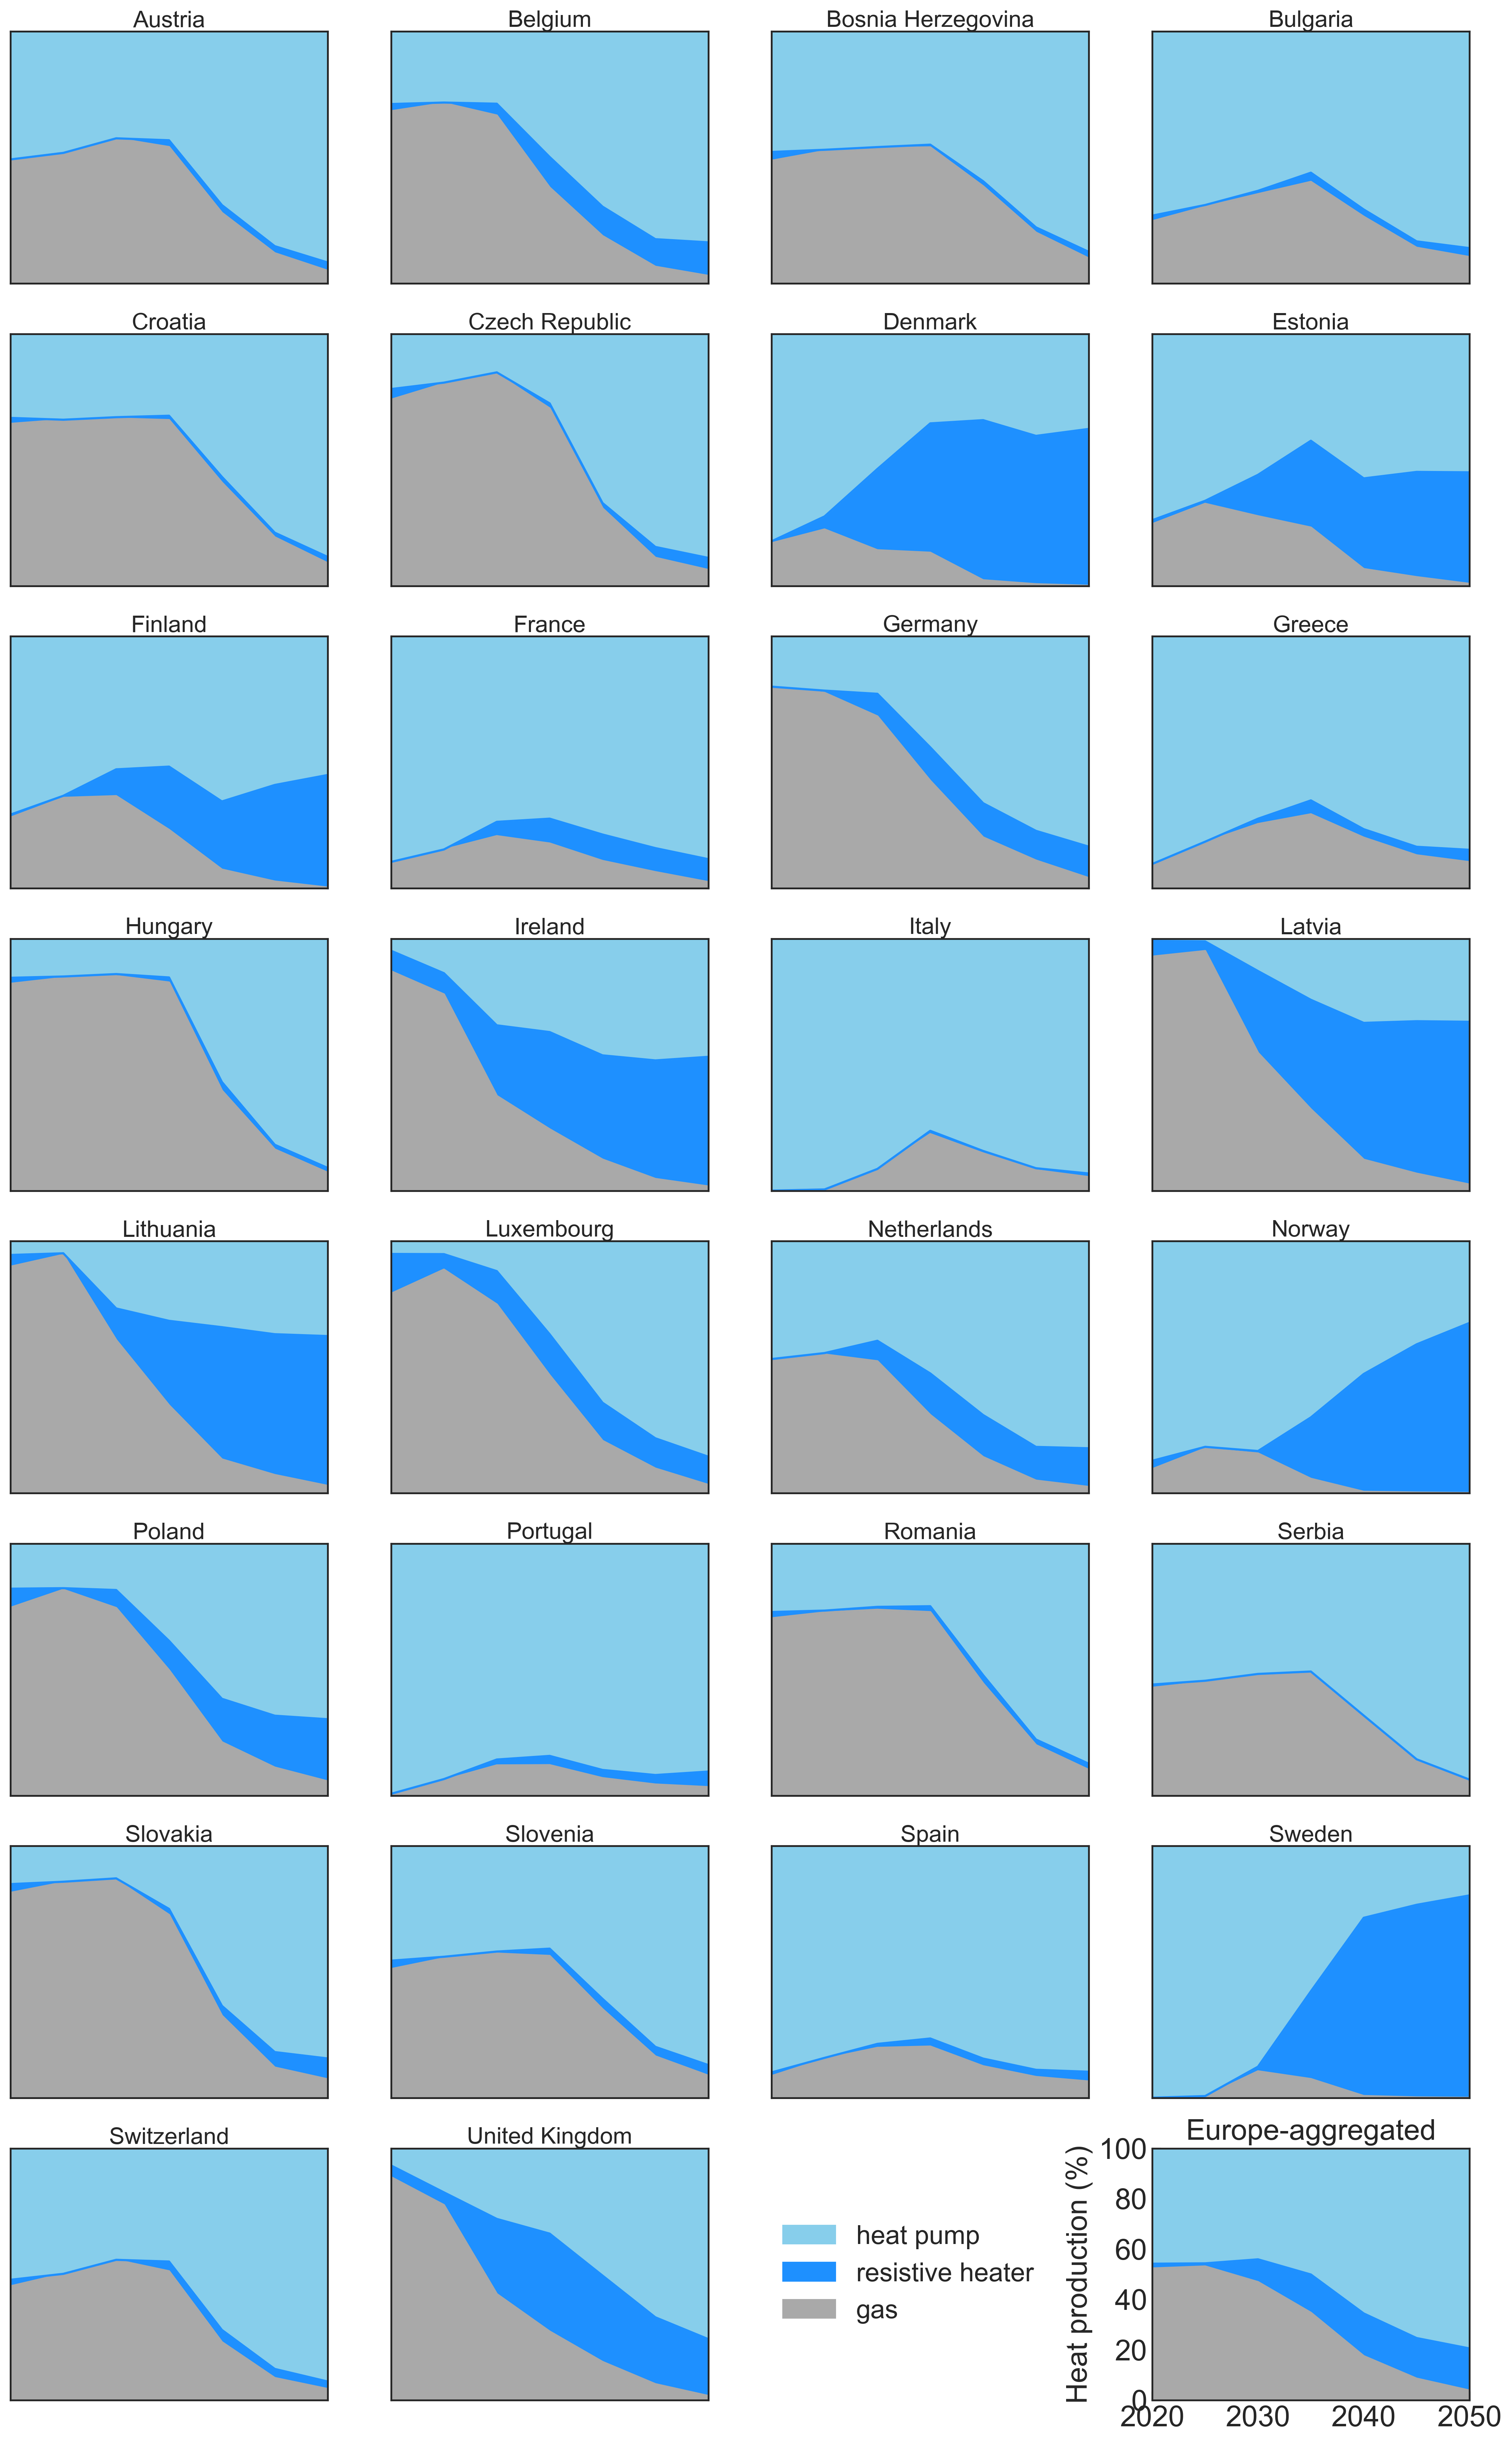 Austria
Belgium
Bosnia Herzegovina
Bulgaria
Croatia
Czech Republic
Denmark
Estonia
Finland
France
Germany
Greece
Hungary
Ireland
Italy
Latvia
Lithuania
Luxembourg
Netherlands
Norway
Poland
Portugal
Romania
Serbia
Slovakia
Slovenia
Spain
Sweden
Switzerland
United Kingdom
heat pump
resistive heater
gas
Europe-aggregated
Heat production (%)
100
80
60
40
20
0
2020
2030
2040
2050